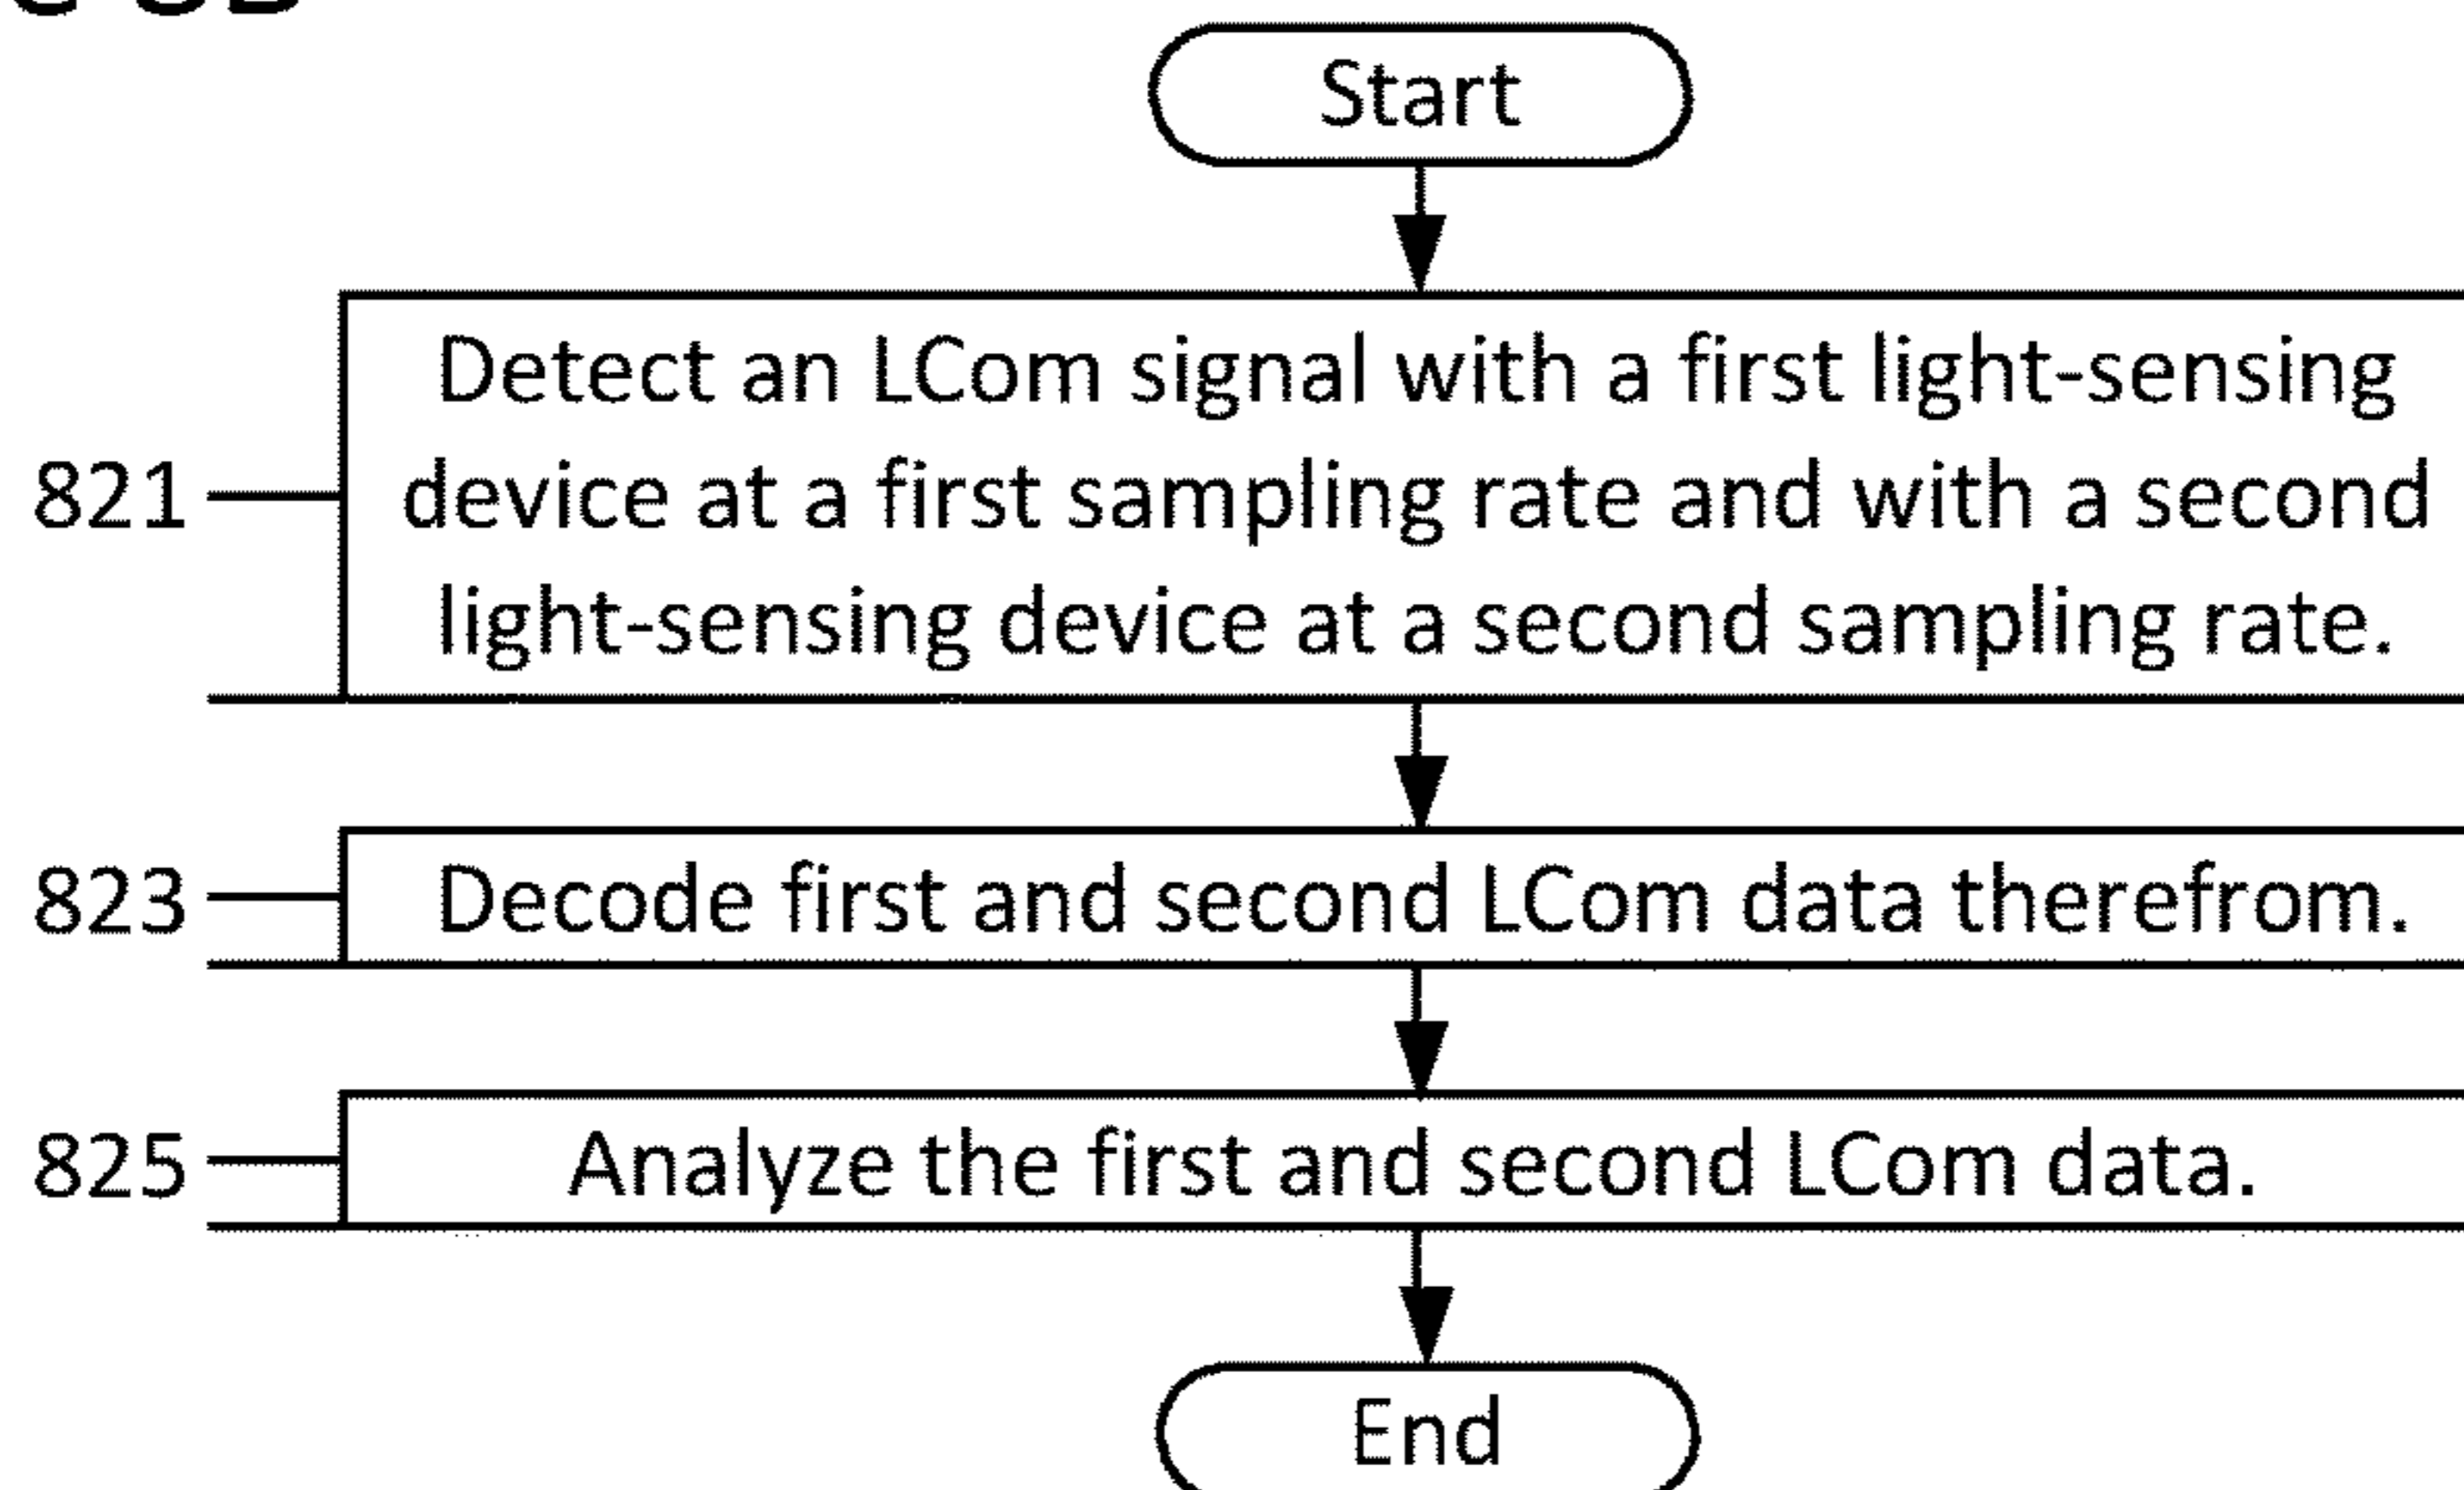 Start
821
Detect an LCom signal with a first light-sensing
device at a first sampling rate and with a second
light-sensing device at a second sampling rate.
823
Decode first and second LCom data therefrom.
825
Analyze the first and second LCom data.
End